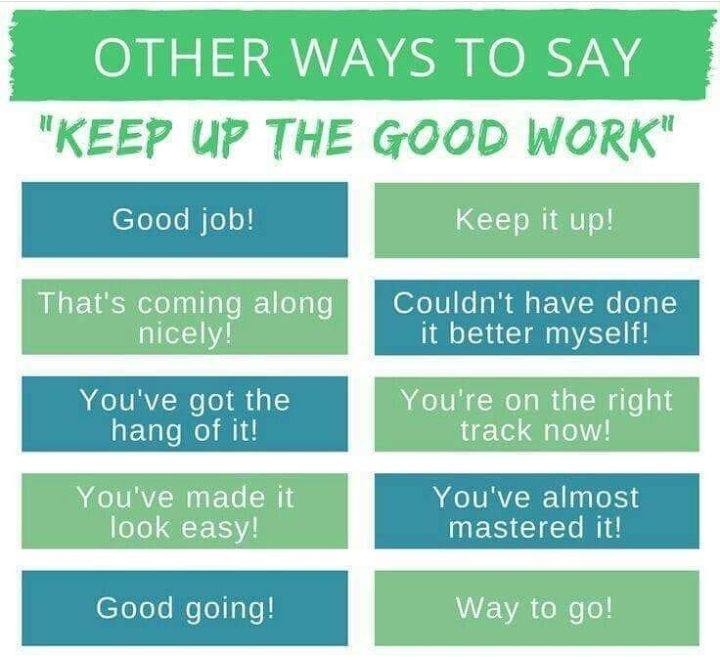 OTHER WAYS TO SAY
"KEEP UP THE GOOD WORK"
Good job!
Keep it up!
That's coming along
nicely!
Couldn't have done
it better myself!
You've got the
hang of it!
You're on the right
track now!
You've made it
look easy!
You've almost
mastered it!
Good going!
Way to go!